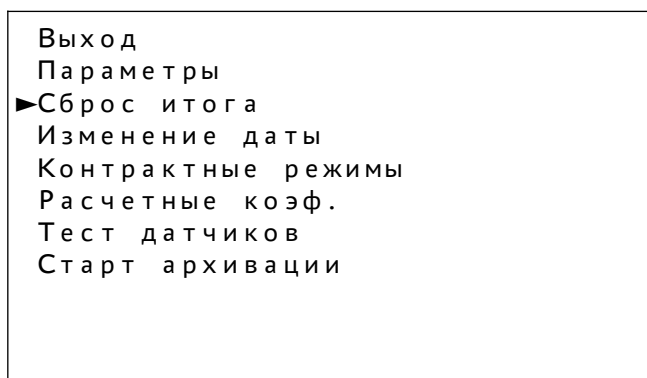 Выход
Параметры
►Сброс итога
Изменение даты
Контрактные режимы
Расчетные коэф.
Тест датчиков
Старт архивации